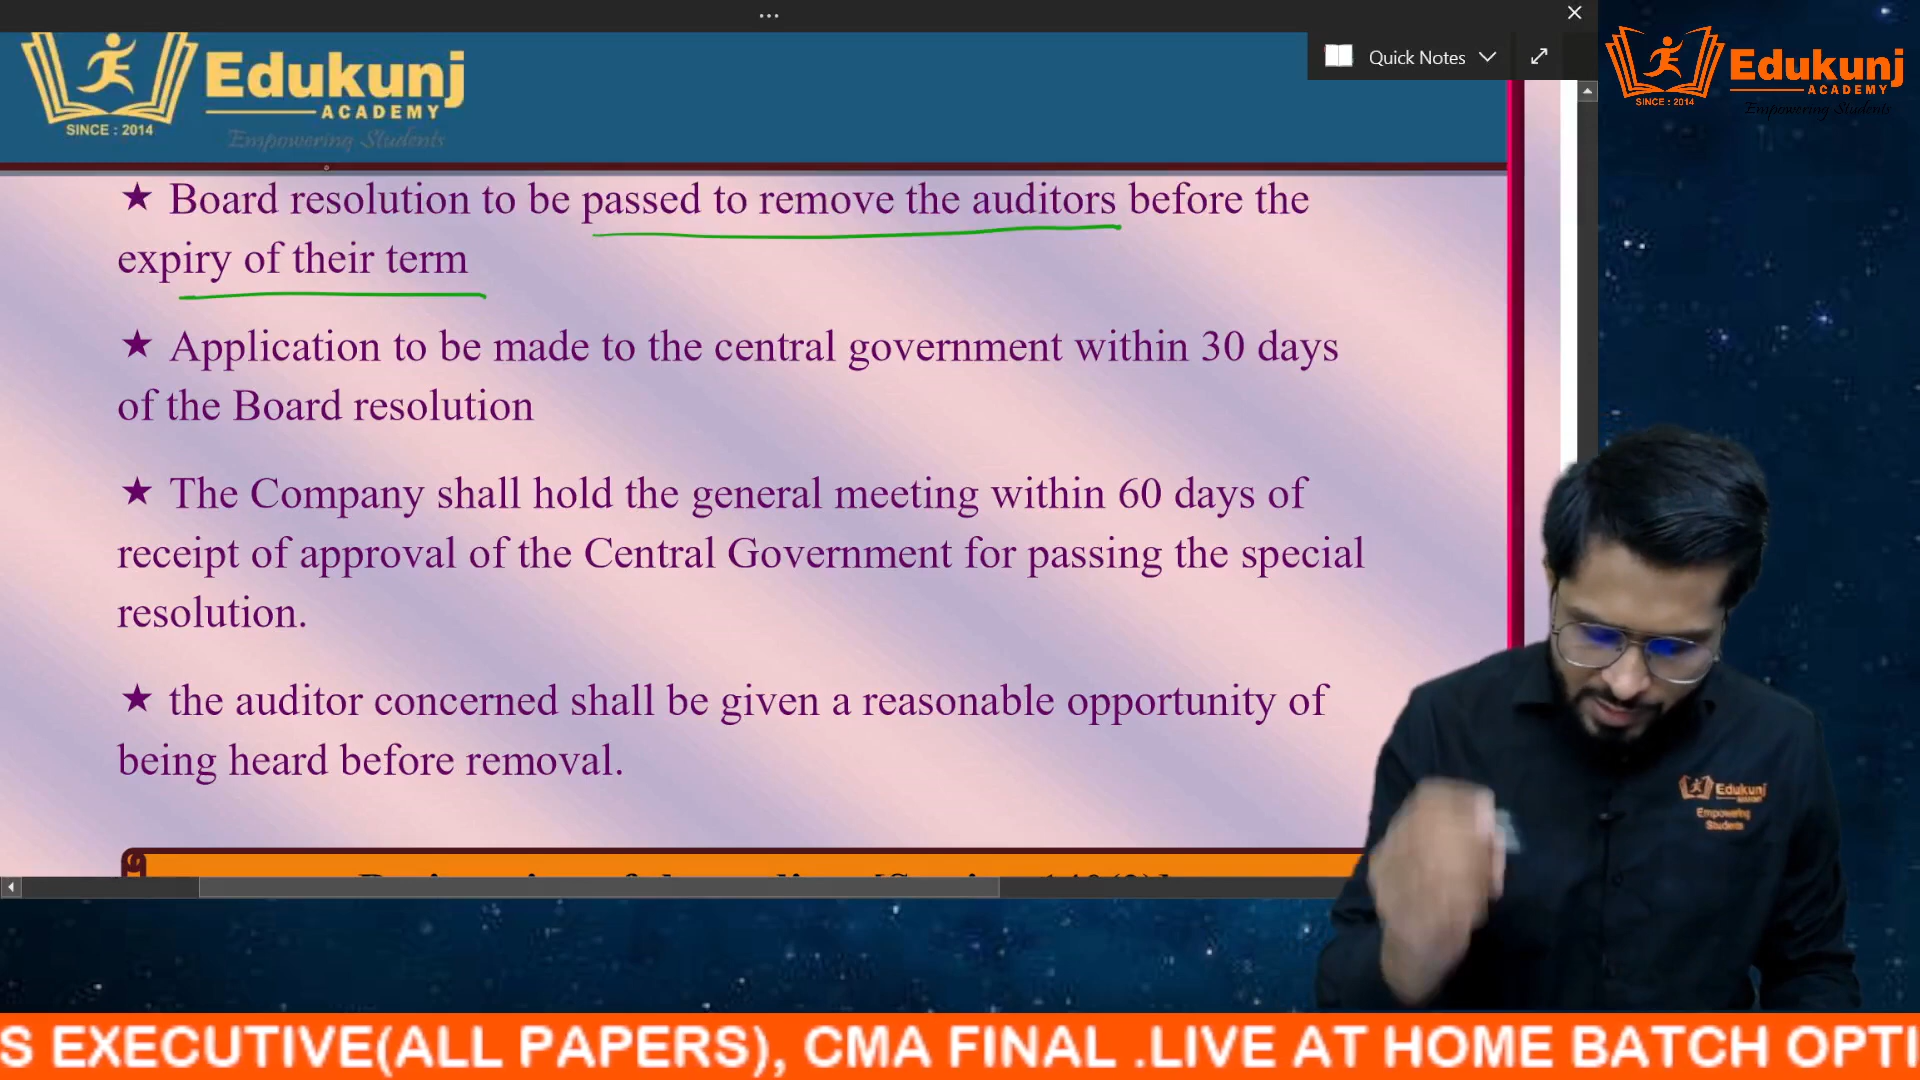 ...
Edukunj
ACADEMY
SINCE : 2014
Empowering Students
Quick Notes
Edukunj
ACADEMY
SINCE : 2014
Empowering Students
★ Board resolution to be passed to remove the auditors before the
expiry of their term
★ Application to be made to the central government within 30 days
of the Board resolution
★ The Company shall hold the general meeting within 60 days of
receipt of approval of the Central Government for passing the special
resolution.
★ the auditor concerned shall be given a reasonable opportunity of
being heard before removal.
Edukunj
Empowering
Students
S EXECUTIVE(ALL PAPERS), CMA FINAL .LIVE AT HOME BATCH OPTI